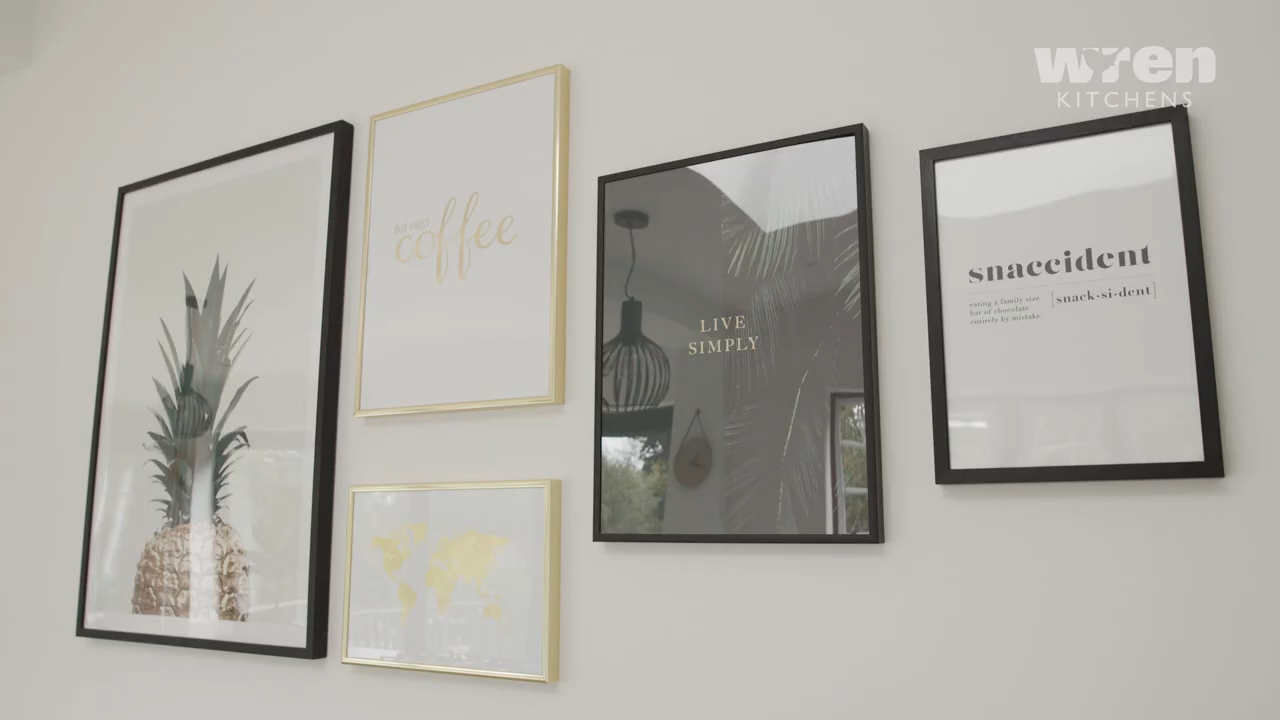 wren
KITCHENS
BUT FIRST
coffee
LIVE
SIMPLY
snaccident
eating a family size
bar of chocolate
entirely by mistake
[snack-si-dent]